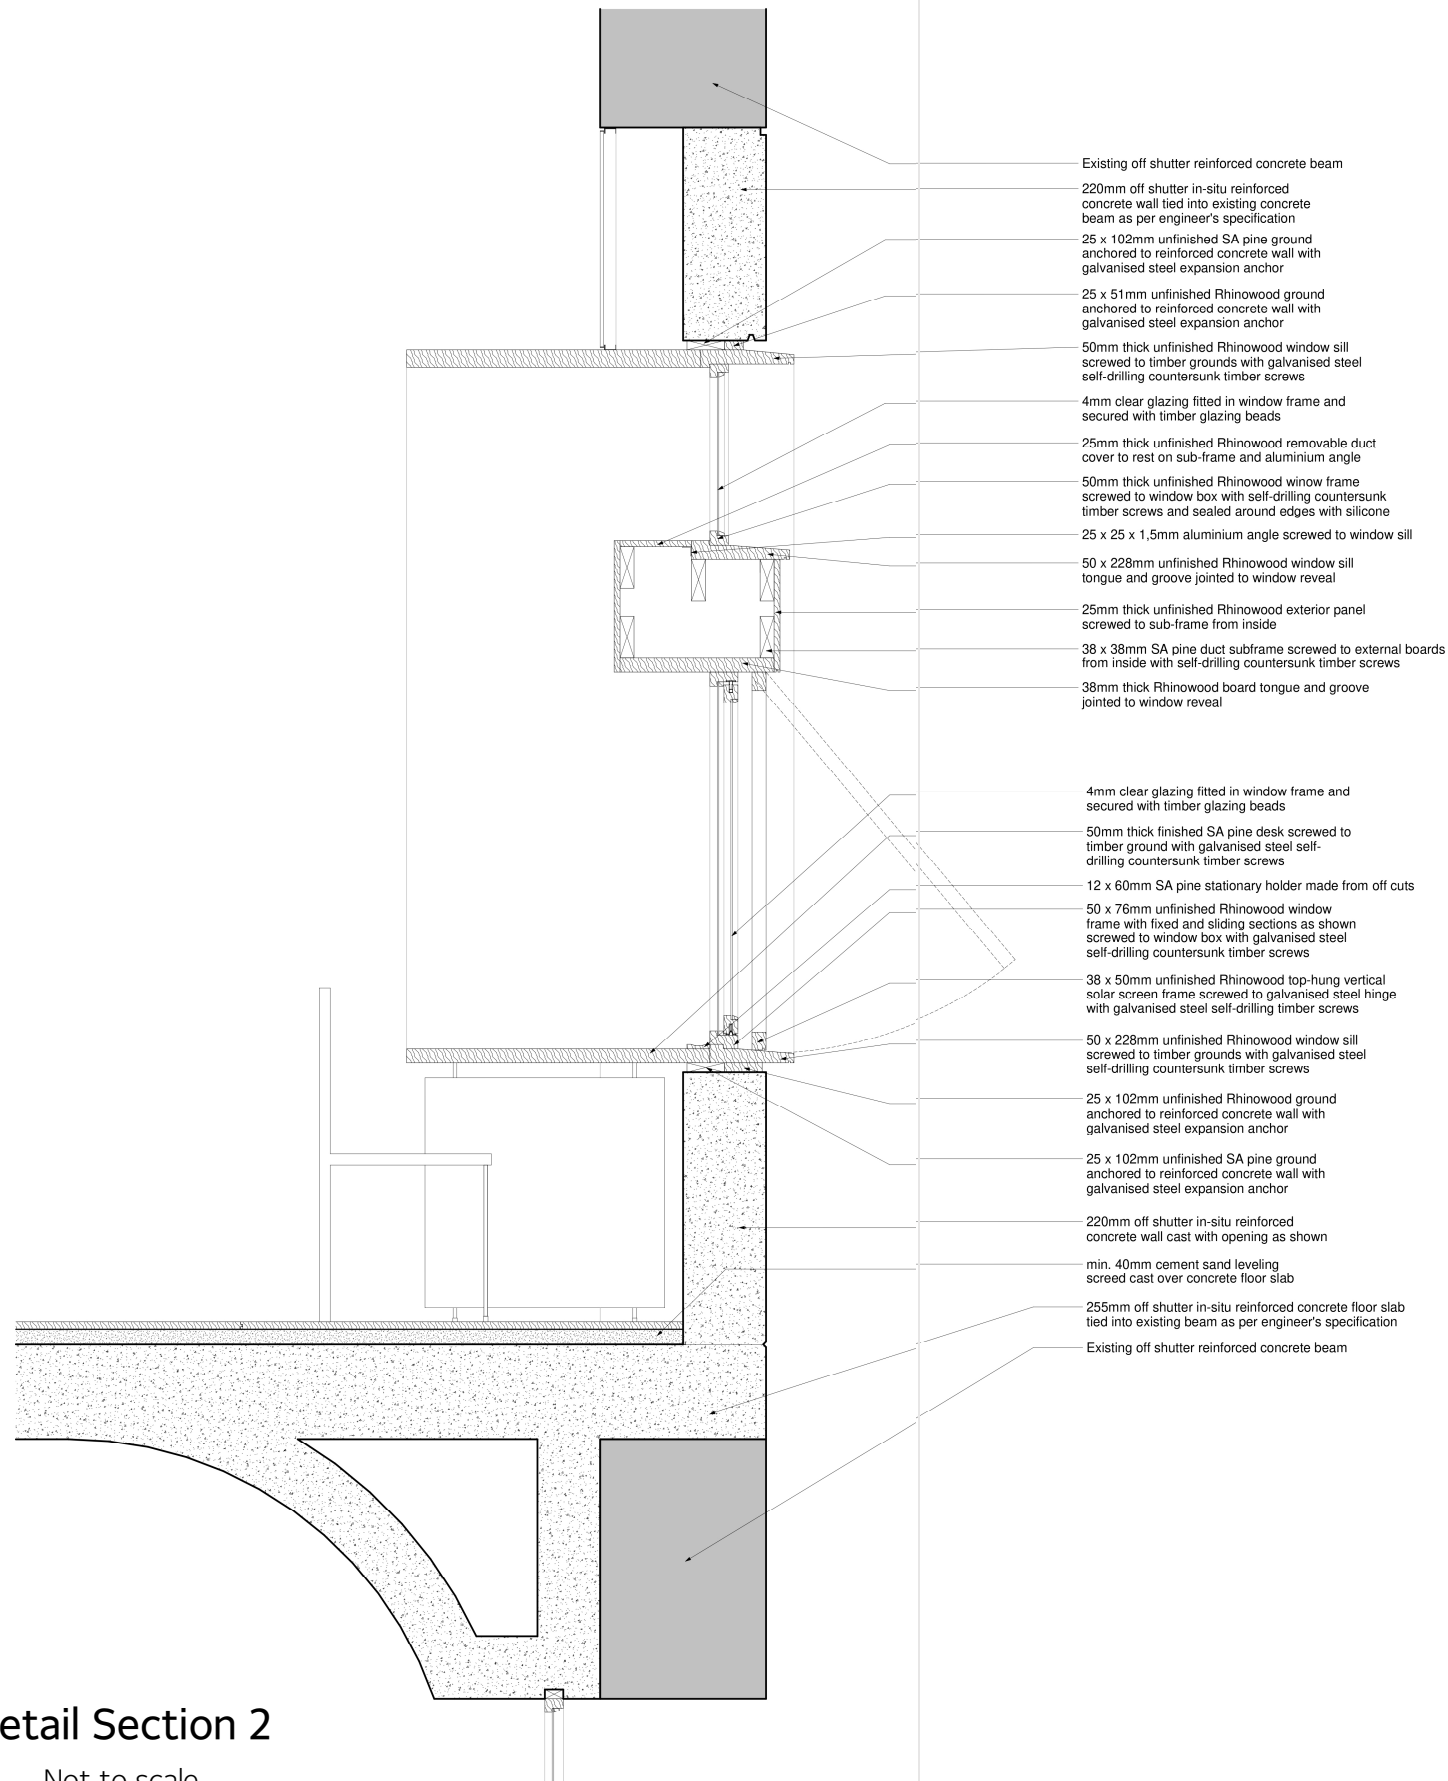 Existing off shutter reinforced concrete beam
220mm off shutter in-situ reinforced
concrete wall tied into existing concrete
beam as per engineer's specification
25 x 102mm unfinished SA pine ground
anchored to reinforced concrete wall with
galvanised steel expansion anchor
25 x 51mm unfinished Rhinowood ground
anchored to reinforced concrete wall with
galvanised steel expansion anchor
50mm thick unfinished Rhinowood window sill
screwed to timber grounds with galvanised steel
self-drilling countersunk timber screws
4mm clear glazing fitted in window frame and
secured with timber glazing beads
25mm thick unfinished Rhinowood removable duct
cover to rest on sub-frame and aluminium angle
50mm thick unfinished Rhinowood winow frame
screwed to window box with self-drilling countersunk
timber screws and sealed around edges with silicone
25 x 25 x 1,5mm aluminium angle screwed to window sill
50 x 228mm unfinished Rhinowood window sill
tongue and groove jointed to window reveal
25mm thick unfinished Rhinowood exterior panel
screwed to sub-frame from inside
38 x 38mm SA pine duct subframe screwed to external boards
from inside with self-drilling countersunk timber screws
38mm thick Rhinowood board tongue and groove
jointed to window reveal
4mm clear glazing fitted in window frame and
secured with timber glazing beads
50mm thick finished SA pine desk screwed to
timber ground with galvanised steel self-
drilling countersunk timber screws
12 x 60mm SA pine stationary holder made from off cuts
50 x 76mm unfinished Rhinowood window
frame with fixed and sliding sections as shown
screwed to window box with galvanised steel
self-drilling countersunk timber screws
38 x 50mm unfinished Rhinowood top-hung vertical
solar screen frame screwed to galvanised steel hinge
with galvanised steel self-drilling timber screws
50 x 228mm unfinished Rhinowood window sill
screwed to timber grounds with galvanised steel
self-drilling countersunk timber screws
25 x 102mm unfinished Rhinowood ground
anchored to reinforced concrete wall with
galvanised steel expansion anchor
25 x 102mm unfinished SA pine ground
anchored to reinforced concrete wall with
galvanised steel expansion anchor
220mm off shutter in-situ reinforced
concrete wall cast with opening as shown
min. 40mm cement sand leveling
screed cast over concrete floor slab
255mm off shutter in-situ reinforced concrete floor slab
tied into existing beam as per engineer's specification
Existing off shutter reinforced concrete beam
etail Section 2
Not to scale